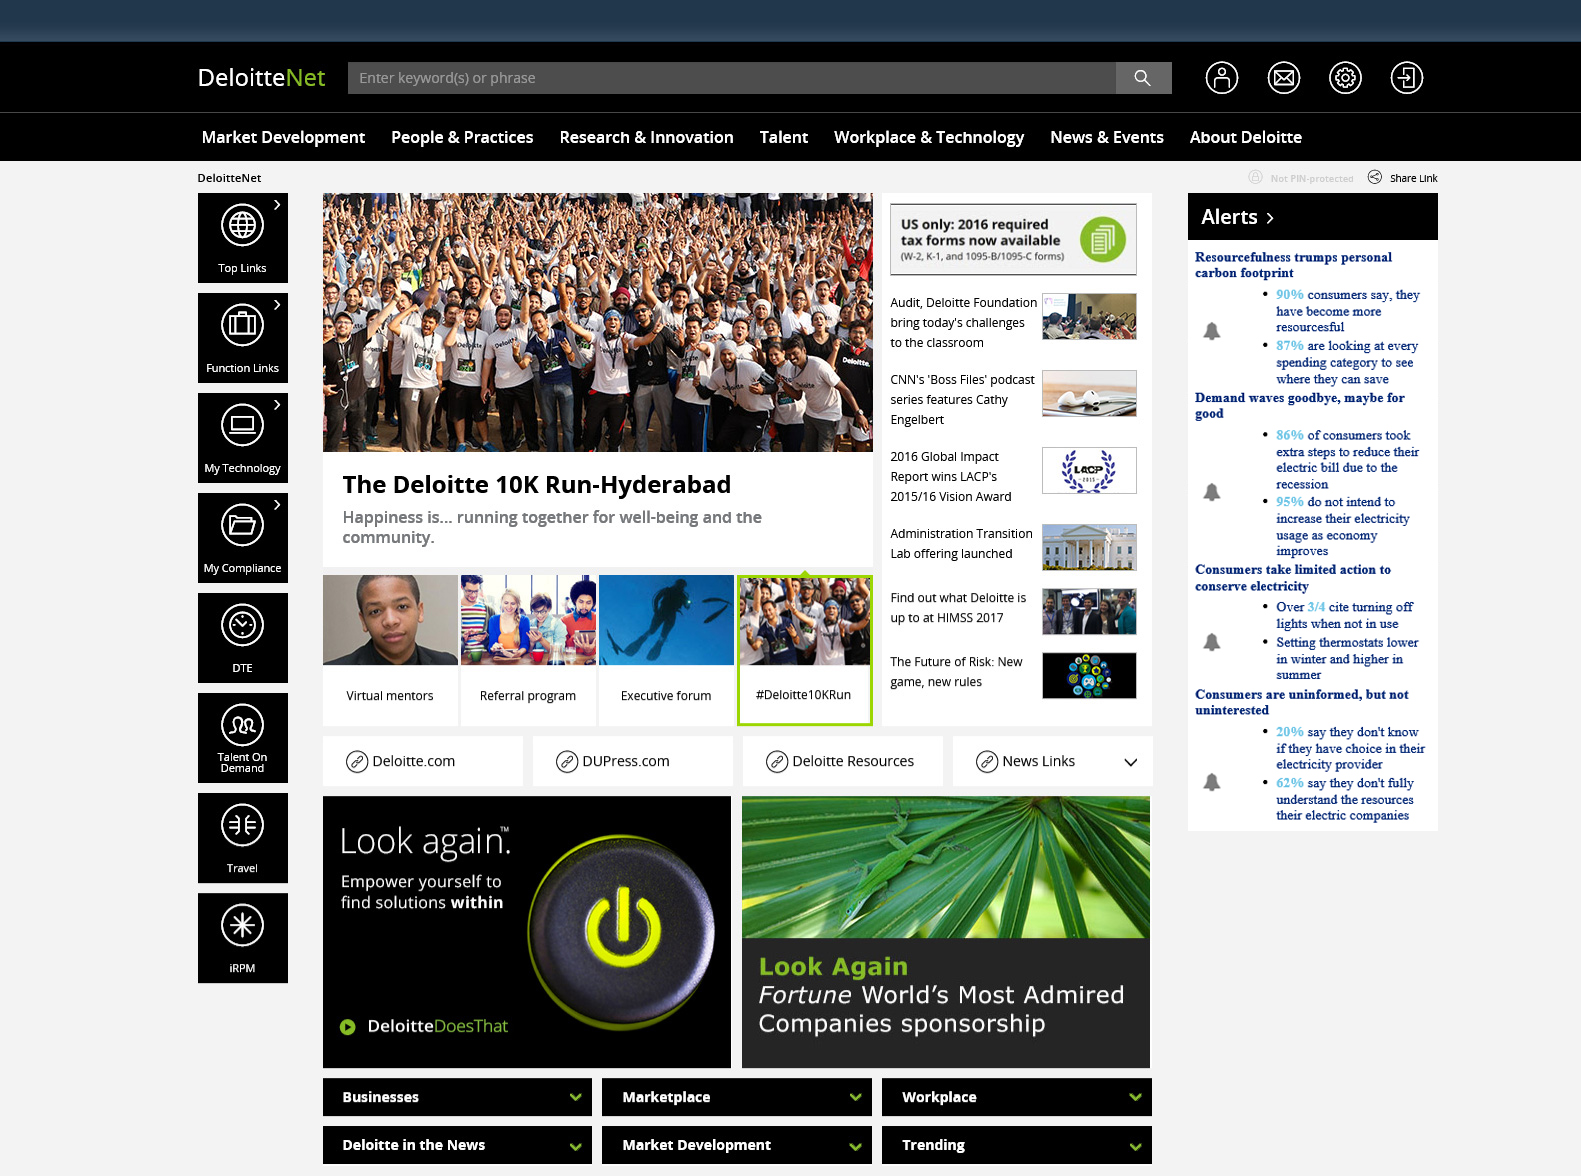 DeloitteNet
Enter keyword(s) or phrase
Market Development
People & Practices
Research & Innovation
Talent
Workplace & Technology
News & Events
About Deloitte
DeloitteNet
Not PIN-protected
Share Link
Top Links
Function Links
My Technology
My Compliance
DTE
Talent On
Demand
Travel
iRPM
The Deloitte 10K Run-Hyderabad
Happiness is... running together for well-being and the
community.
Virtual mentors
Referral program
Executive forum
#Deloitte10KRun
US only: 2016 required
tax forms now available
(W-2, K-1, and 1095-B/1095-C forms)
Audit, Deloitte Foundation
bring today's challenges
to the classroom
CNN's 'Boss Files' podcast
series features Cathy
Engelbert
2016 Global Impact
Report wins LACP's
2015/16 Vision Award
LACP
2015
Administration Transition
Lab offering launched
Find out what Deloitte is
up to at HIMSS 2017
The Future of Risk: New
game, new rules
Deloitte.com
DUPress.com
Deloitte Resources
News Links
Look again.™
Empower yourself to
find solutions within
DeloitteDoesThat
Look Again
Fortune World's Most Admired
Companies sponsorship
Businesses
Marketplace
Workplace
Deloitte in the News
Market Development
Trending
Alerts
Resourcefulness trumps personal
carbon footprint
• 90% consumers say, they
have become more
resourcesful
• 87% are looking at every
spending category to see
where they can save
Demand waves goodbye, maybe for
good
• 86% of consumers took
extra steps to reduce their
electric bill due to the
recession
• 95% do not intend to
increase their electricity
usage as economy
improves
Consumers take limited action to
conserve electricity
• Over 3/4 cite turning off
lights when not in use
• Setting thermostats lower
in winter and higher in
summer
Consumers are uninformed, but not
uninterested
• 20% say they don't know
if they have choice in their
electricity provider
• 62% say they don't fully
understand the resources
their electric companies